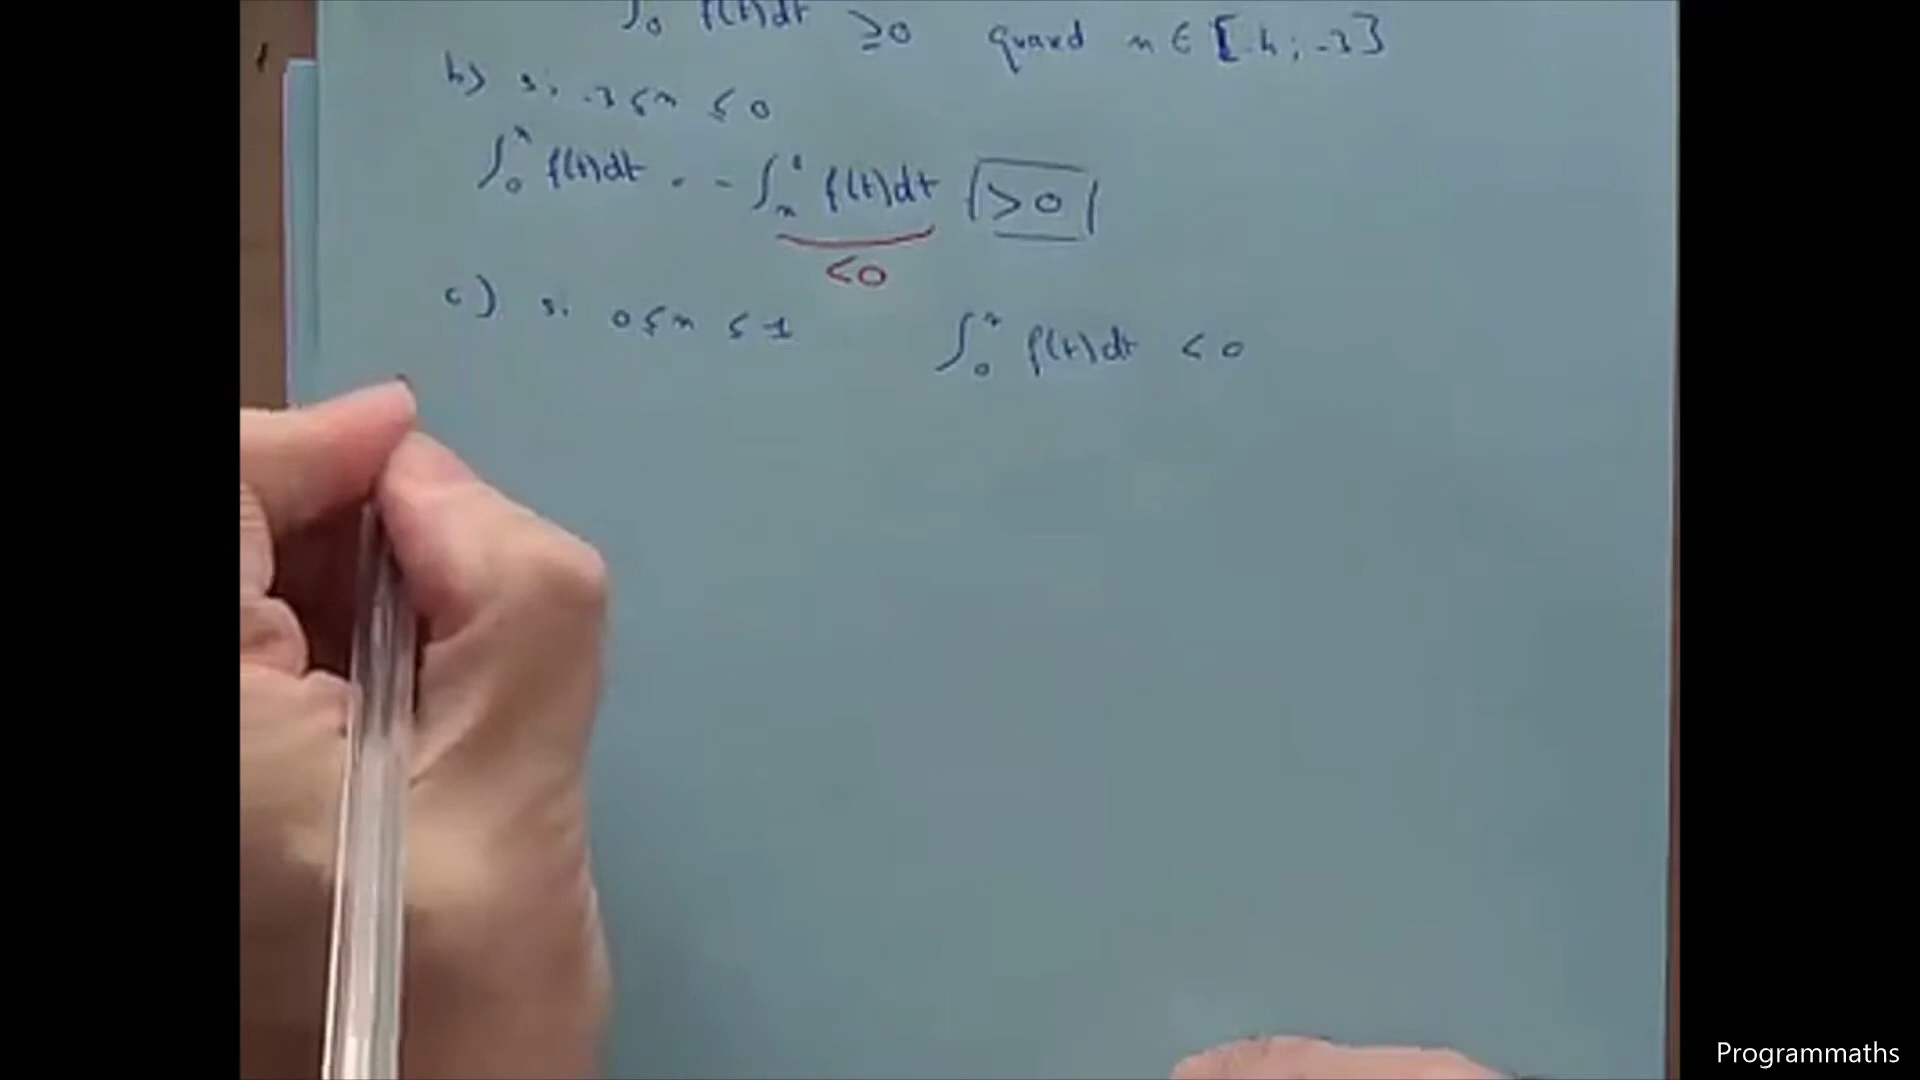 ∫₀ f(t)dt ≥0 quand x ∈ [-4 ; -3]
b) si -3 ≤ x ≤ 0
∫₀ˣ f(t)dt = - ∫ₓ⁰ f(t)dt >0
<0
c) si 0 ≤ x ≤ 1 ∫₀ˣ f(t)dt < 0
Programmaths